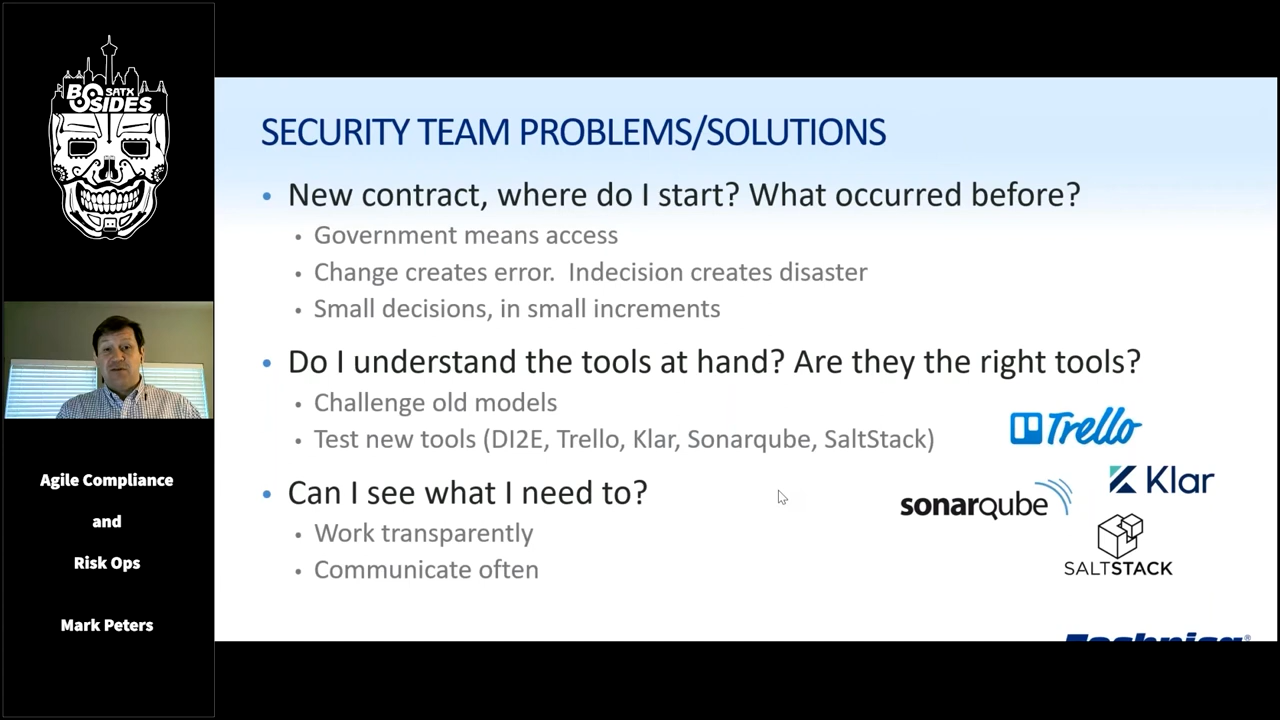 SATX
BSIDES
Agile Compliance
and
Risk Ops
Mark Peters
SECURITY TEAM PROBLEMS/SOLUTIONS
• New contract, where do I start? What occurred before?
• Government means access
• Change creates error. Indecision creates disaster
• Small decisions, in small increments
• Do I understand the tools at hand? Are they the right tools?
• Challenge old models
• Test new tools (DI2E, Trello, Klar, Sonarqube, SaltStack)
• Can I see what I need to?
• Work transparently
• Communicate often
Trello
Klar
sonarqube
SALTSTACK